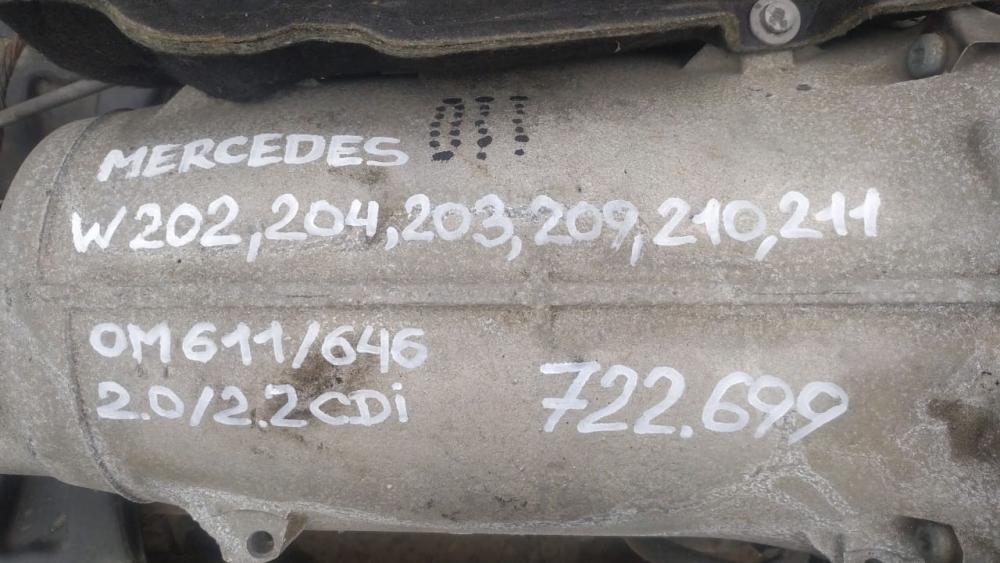 MERCEDES
W202,204,203,209,210,211
OM611/646
2.0/2.2CDi
722.699